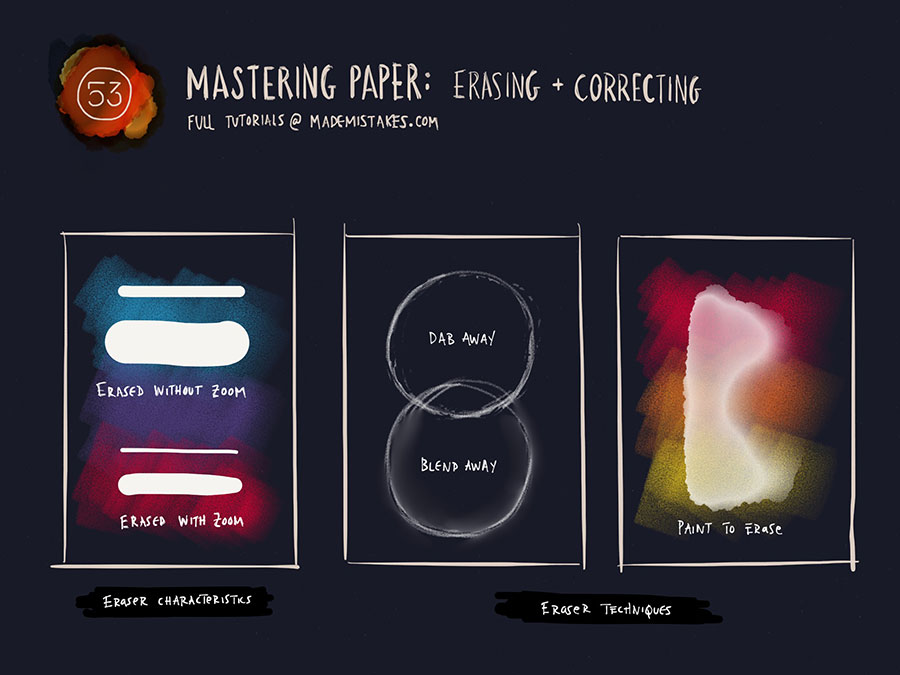 53
MASTERING PAPER: ERASING + CORRECTING
FULL TUTORIALS @ MADEMISTAKES.COM
ERASED WITHOUT ZOOM
ERASED WITH ZOOM
ERASER CHARACTERISTICS
DAB AWAY
BLEND AWAY
PAINT TO ERASE
ERASER TECHNIQUES